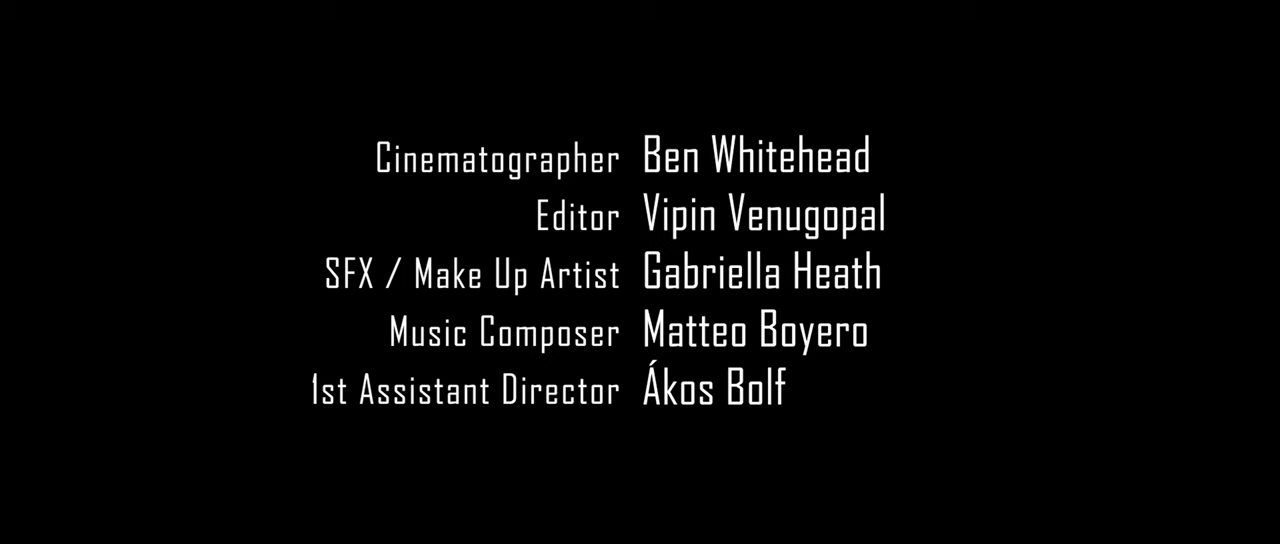 Cinematographer Ben Whitehead
Editor Vipin Venugopal
SFX / Make Up Artist Gabriella Heath
Music Composer Matteo Boyero
1st Assistant Director Ákos Bolf